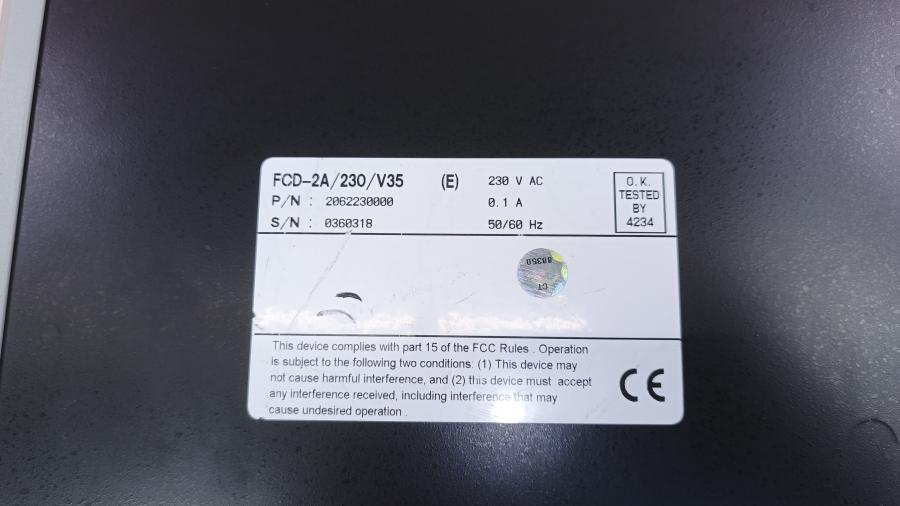 FCD-2A/230/V35 (E) 230 V AC
P/N : 2062230000 0.1 A
S/N : 0360318 50/60 Hz
O.K.
TESTED
BY
4234
88350
CT
This device complies with part 15 of the FCC Rules . Operation
is subject to the following two conditions: (1) This device may
not cause harmful interference, and (2) this device must accept
any interference received, including interference that may
cause undesired operation .
CE